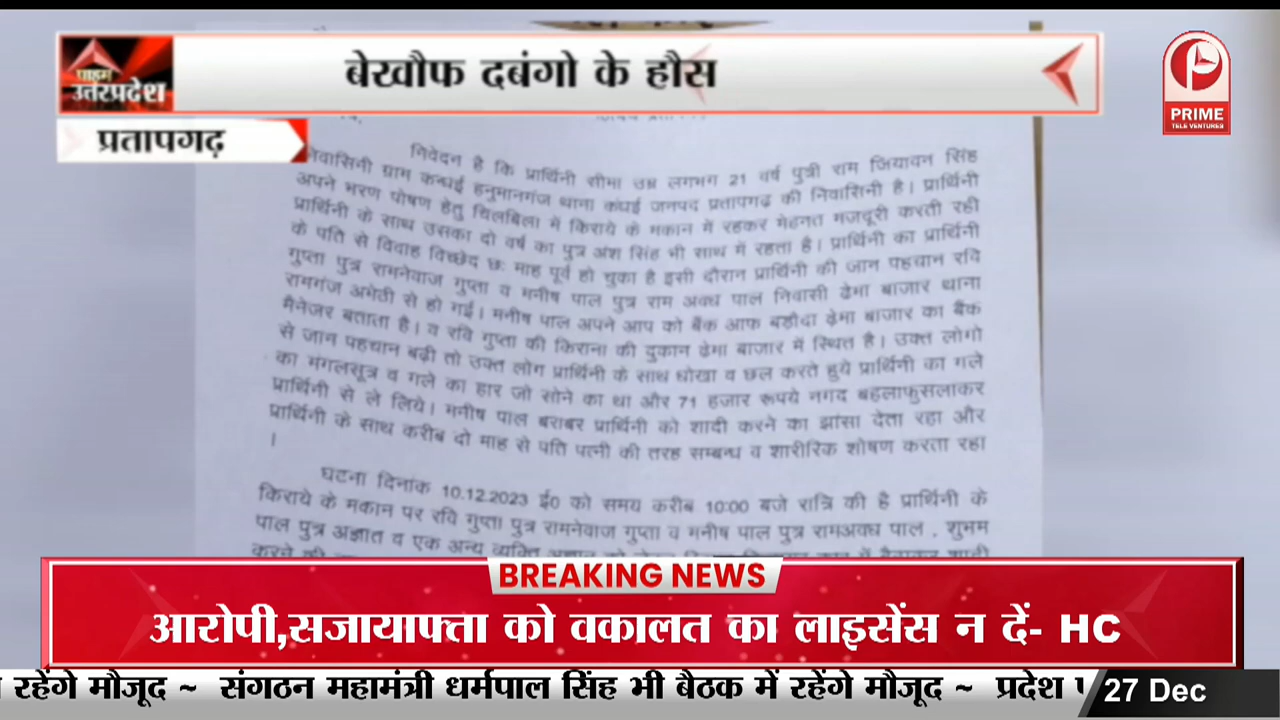 बेखौफ दबंगो के हौस
पाहम
उत्तरप्रदेश
प्रतापगढ़
PRIME
TELE VENTURES
निवेदन है कि प्रार्थिनी सीमा उम्र लगभग 21 वर्ष पुत्री राम जियावन सिंह
निवासिनी ग्राम कन्धई हनुमानगंज थाना कंधई जनपद प्रतापगढ़ की निवासिनी है। प्रार्थिनी
अपने भरण पोषण हेतु चिलबिला में किराये के मकान में रहकर मेहनत मजदूरी करती रही
प्रार्थिनी के साथ उसका दो वर्ष का पुत्र अंश सिंह भी साथ में रहता है। प्रार्थिनी का प्रार्थिनी
के पति से विवाह विच्छेद छः माह पूर्व हो चुका है इसी दौरान प्रार्थिनी की जान पहचान रवि
गुप्ता पुत्र रामनेवाज गुप्ता व मनीष पाल पुत्र राम अवध पाल निवासी ढेमा बाजार थाना
रामगंज अमेठी से हो गई। मनीष पाल अपने आप को बैंक आफ बड़ौदा ढेमा बाजार का बैंक
मैनेजर बताता है। व रवि गुप्ता की किराना की दुकान ढेमा बाजार में स्थित है। उक्त लोगो
से जान पहचान बढ़ी तो उक्त लोग प्रार्थिनी के साथ धोखा व छल करते हुये प्रार्थिनी का गले
का मंगलसूत्र व गले का हार जो सोने का था और 71 हजार रूपये नगद बहलाफुसलाकर
प्रार्थिनी से ले लिये। मनीष पाल बराबर प्रार्थिनी को शादी करने का झांसा देता रहा और
प्रार्थिनी के साथ करीब दो माह से पति पत्नी की तरह सम्बन्ध व शारीरिक शोषण करता रहा
।
घटना दिनांक 10.12.2023 ई0 को समय करीब 10:00 बजे रात्रि की है प्रार्थिनी के
किराये के मकान पर रवि गुप्ता पुत्र रामनेवाज गुप्ता व मनीष पाल पुत्र रामअवध पाल , शुभम
पाल पुत्र अज्ञात व एक अन्य व्यक्ति अज्ञात
BREAKING NEWS
आरोपी,सजायाफ्ता को वकालत का लाइसेंस न दें- HC
रहेंगे मौजूद ~ संगठन महामंत्री धर्मपाल सिंह भी बैठक में रहेंगे मौजूद ~ प्रदेश
27 Dec